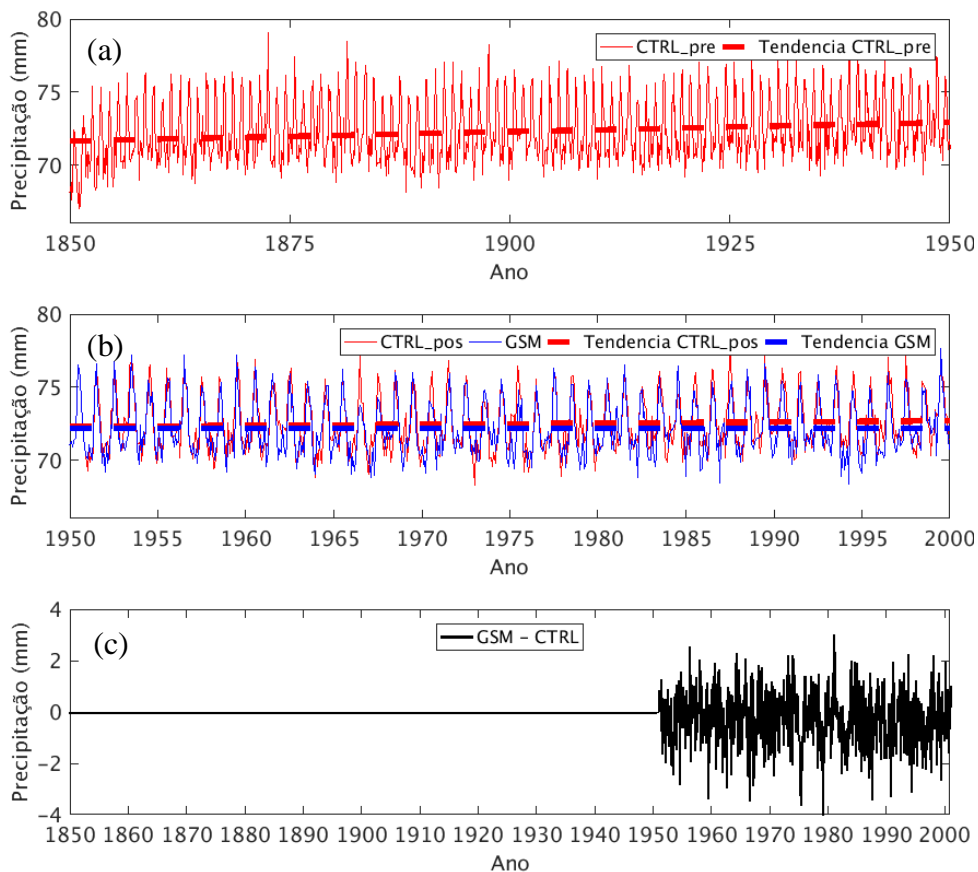 (a)
CTRL_pre Tendencia CTRL_pre
Precipitação (mm)
80
75
70
1850 1875 1900 1925 1950
Ano
(b)
CTRL_pos GSM Tendencia CTRL_pos Tendencia GSM
Precipitação (mm)
80
75
70
1950 1955 1960 1965 1970 1975 1980 1985 1990 1995 2000
Ano
(c)
GSM - CTRL
Precipitação (mm)
4
2
0
-2
-4
1850 1860 1870 1880 1890 1900 1910 1920 1930 1940 1950 1960 1970 1980 1990 2000
Ano